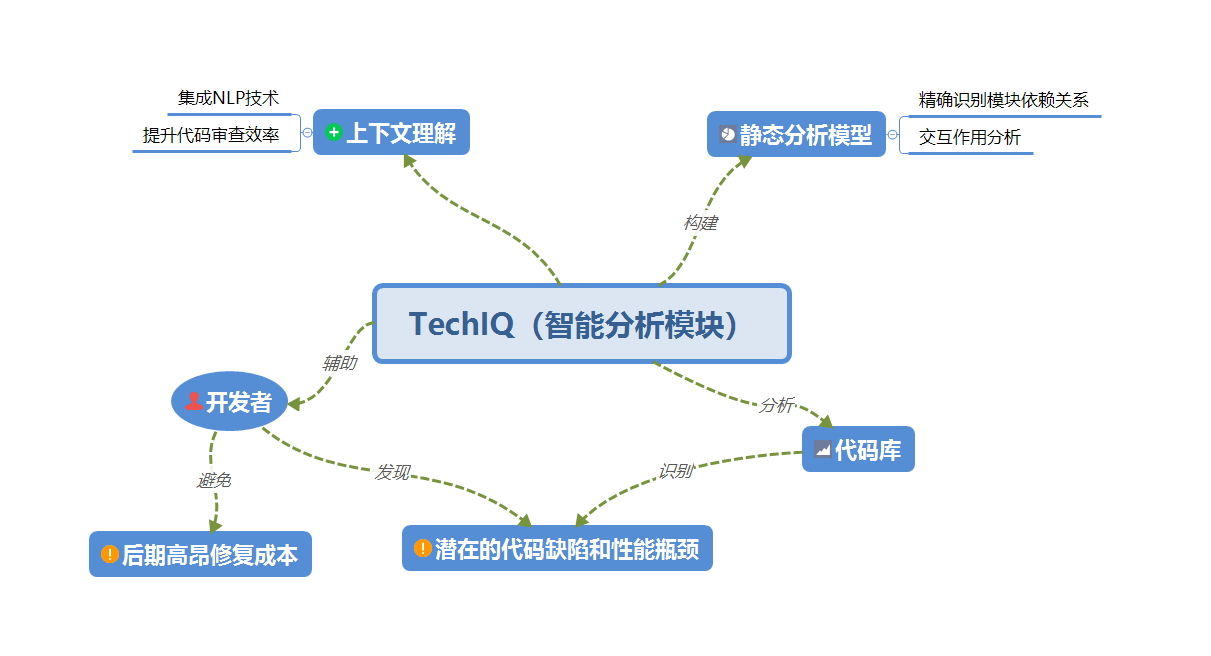 集成NLP技术
提升代码审查效率
上下文理解
静态分析模型
精确识别模块依赖关系
交互作用分析
构建
TechIQ（智能分析模块）
辅助
开发者
分析
代码库
避免
发现
识别
后期高昂修复成本
潜在的代码缺陷和性能瓶颈